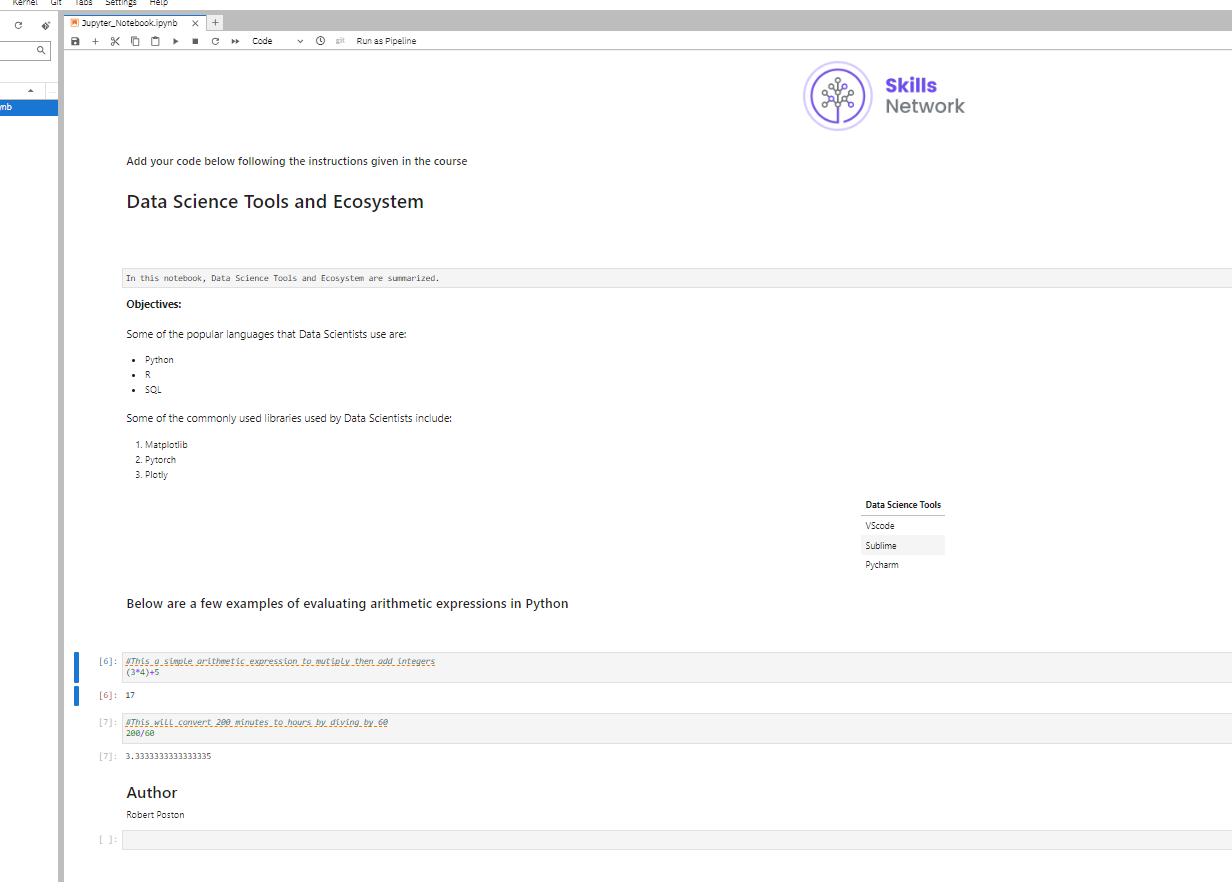 Kernel Git Tabs Settings Help
Jupyter_Notebook.ipynb
Code git Run as Pipeline
mb
Skills
Network
Add your code below following the instructions given in the course
Data Science Tools and Ecosystem
In this notebook, Data Science Tools and Ecosystem are summarized.
Objectives:
Some of the popular languages that Data Scientists use are:
• Python
• R
• SQL
Some of the commonly used libraries used by Data Scientists include:
1. Matplotlib
2. Pytorch
3. Plotly
Data Science Tools
VScode
Sublime
Pycharm
Below are a few examples of evaluating arithmetic expressions in Python
[6]: #This a simple arithmetic expression to mutiply then add integers
(3*4)+5
[6]: 17
[7]: #This will convert 200 minutes to hours by diving by 60
200/60
[7]: 3.3333333333333335
Author
Robert Poston
[ ]: